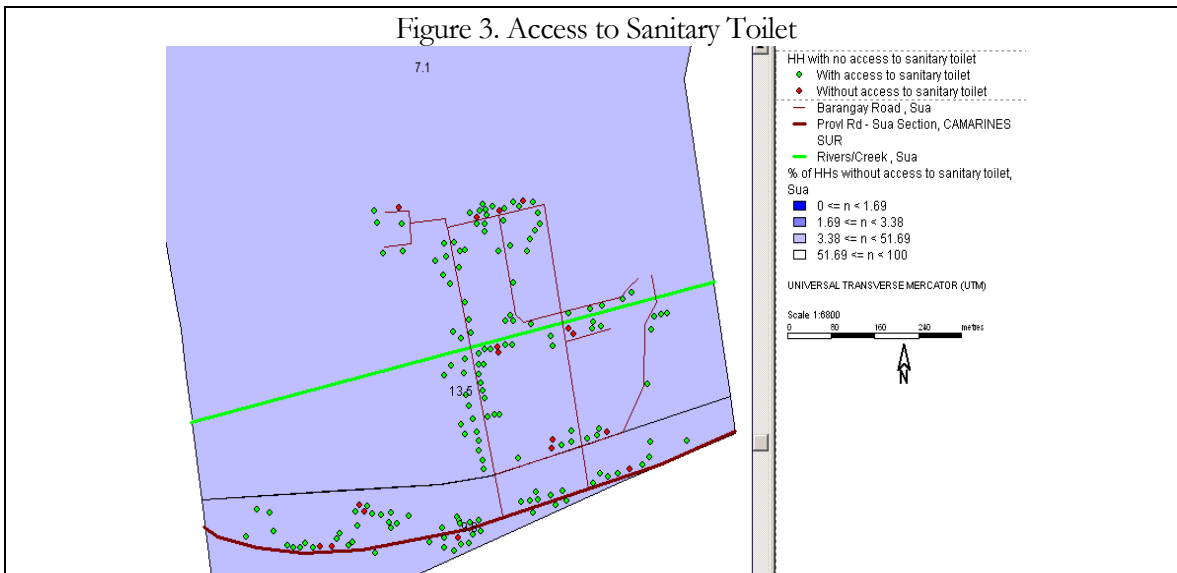 Figure 3. Access to Sanitary Toilet
7.1
13.5
HH with no access to sanitary toilet
With access to sanitary toilet
Without access to sanitary toilet
Barangay Road , Sua
Provl Rd - Sua Section, CAMARINES
SUR
Rivers/Creek , Sua
% of HHs without access to sanitary toilet,
Sua
0 <= n < 1.69
1.69 <= n < 3.38
3.38 <= n < 51.69
51.69 <= n < 100
UNIVERSAL TRANSVERSE MERCATOR (UTM)
Scale 1:6800
0 80 160 240 metres
N